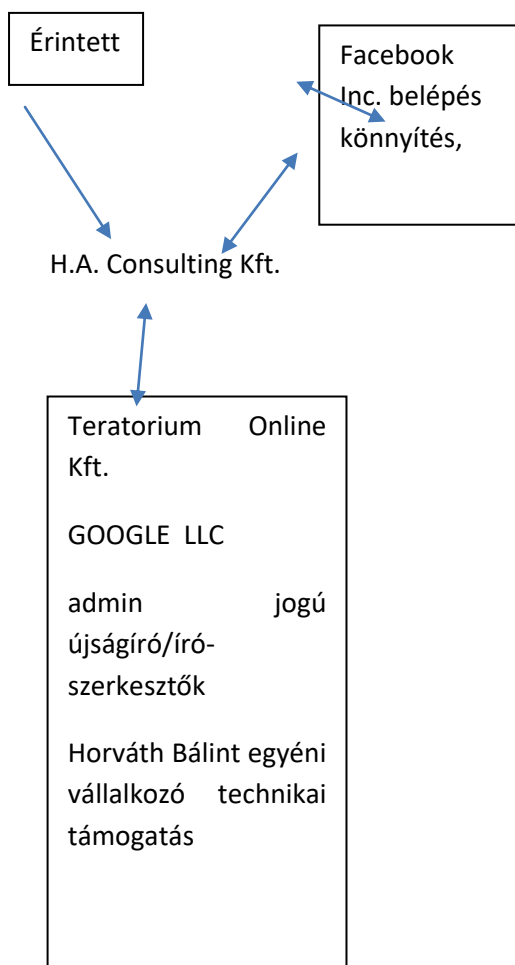 Érintett
Facebook
Inc. belépés
könnyítés,
H.A. Consulting Kft.
Teratorium Online
Kft.
GOOGLE LLC
admin jogú
újságíró/író-
szerkesztők
Horváth Bálint egyéni
vállalkozó technikai
támogatás